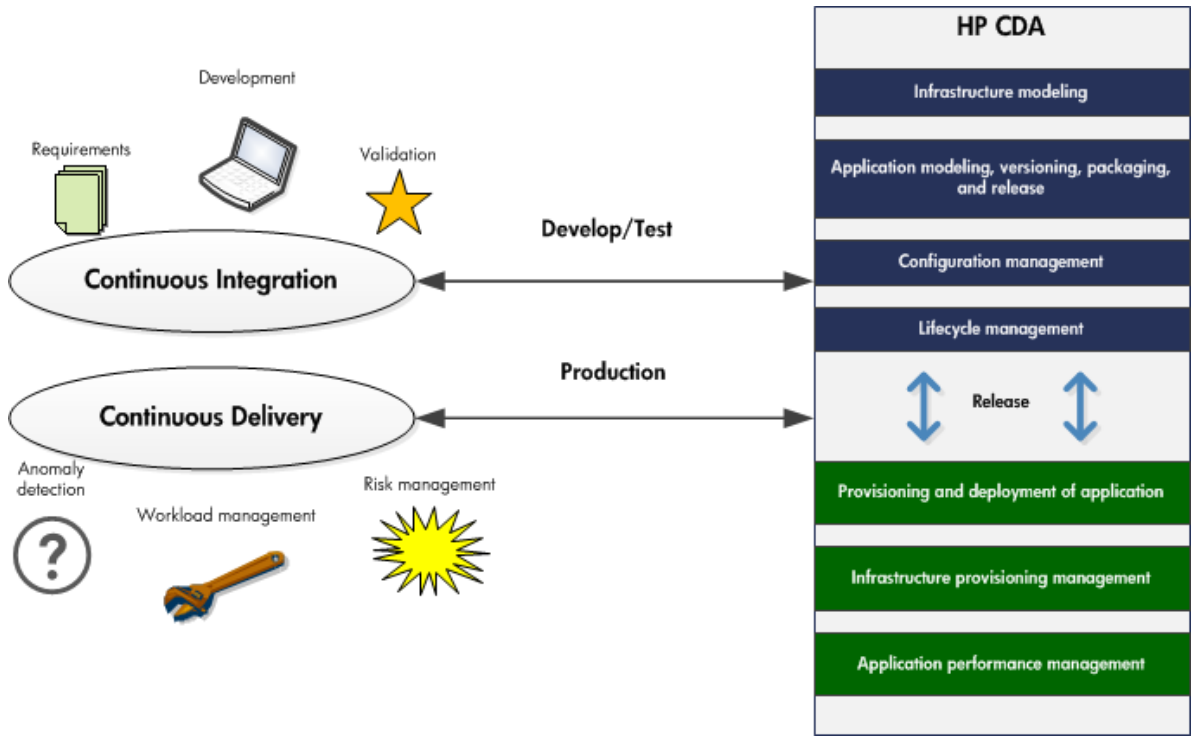 HP CDA
Development
Requirements
Validation
Continuous Integration
Develop/Test
Continuous Delivery
Production
Anomaly
detection
Workload management
Risk management
?
Infrastructure modeling
Application modeling, versioning, packaging,
and release
Configuration management
Lifecycle management
Release
Provisioning and deployment of application
Infrastructure provisioning management
Application performance management